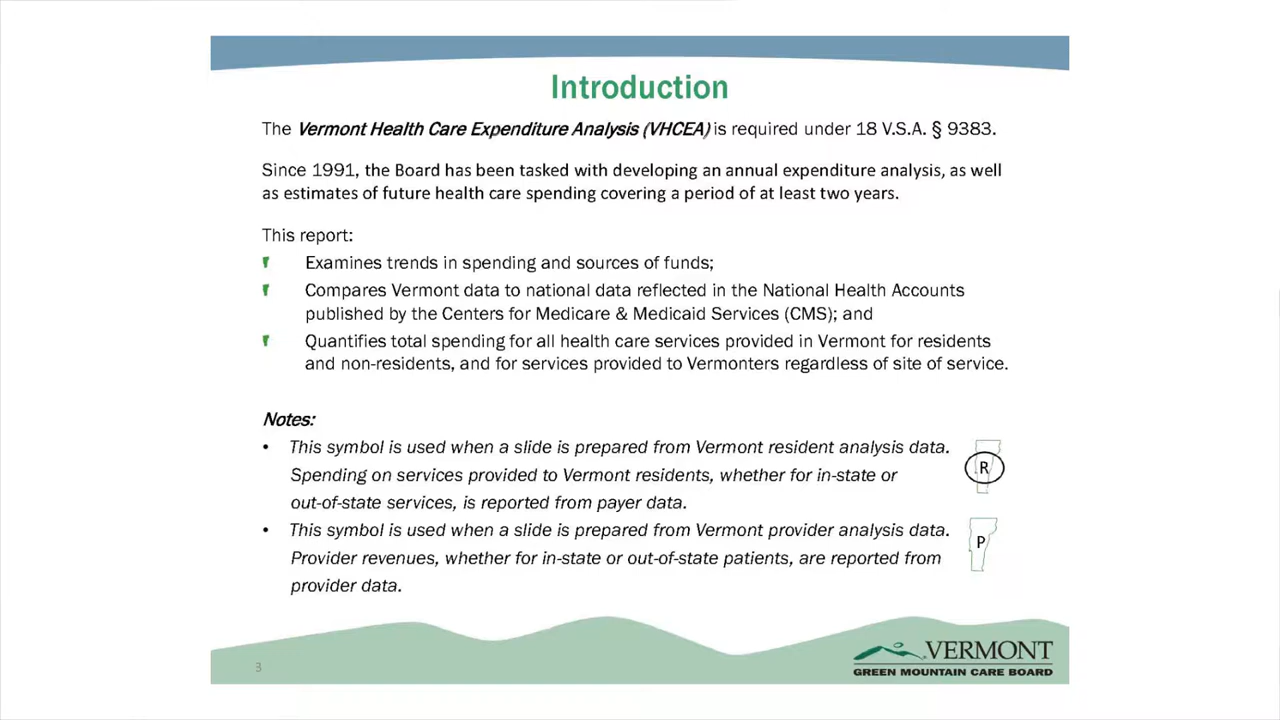 Introduction
The Vermont Health Care Expenditure Analysis (VHCEA) is required under 18 V.S.A. § 9383.
Since 1991, the Board has been tasked with developing an annual expenditure analysis, as well
as estimates of future health care spending covering a period of at least two years.
This report:
Examines trends in spending and sources of funds;
Compares Vermont data to national data reflected in the National Health Accounts
published by the Centers for Medicare & Medicaid Services (CMS); and
Quantifies total spending for all health care services provided in Vermont for residents
and non-residents, and for services provided to Vermonters regardless of site of service.
Notes:
• This symbol is used when a slide is prepared from Vermont resident analysis data.
Spending on services provided to Vermont residents, whether for in-state or
out-of-state services, is reported from payer data.
R
• This symbol is used when a slide is prepared from Vermont provider analysis data.
Provider revenues, whether for in-state or out-of-state patients, are reported from
provider data.
P
3
VERMONT
GREEN MOUNTAIN CARE BOARD